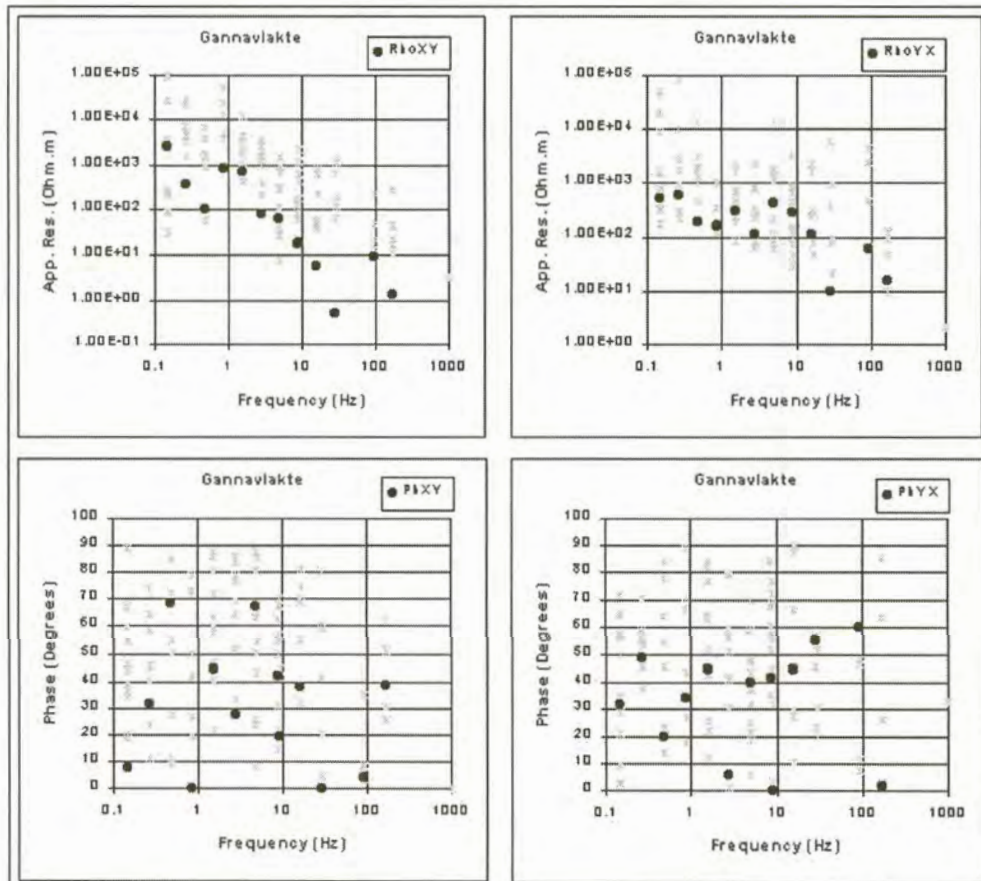 Gannavlakte
RhoXY
1.00E+05
1.00E+04
1.00E+03
1.00E+02
1.00E+01
1.00E+00
1.00E-01
App. Res. (Ohm.m)
0.1 1 10 100 1000
Frequency (Hz)
Gannavlakte
RhoYX
1.00E+05
1.00E+04
1.00E+03
1.00E+02
1.00E+01
1.00E+00
App. Res. (Ohm.m)
0.1 1 10 100 1000
Frequency (Hz)
Gannavlakte
PhXY
100
90
80
70
60
50
40
30
20
10
0
Phase (Degrees)
0.1 1 10 100 1000
Frequency (Hz)
Gannavlakte
PhYX
100
90
80
70
60
50
40
30
20
10
0
Phase (Degrees)
0.1 1 10 100 1000
Frequency (Hz)